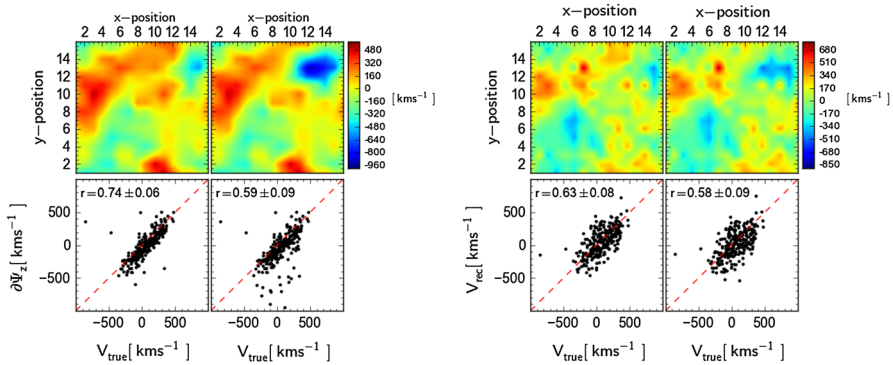 x−position
2 4 6 8 10 12 14 2 4 6 8 10 12 14
y−position
14
12
10
8
6
4
2
480
320
160
0
−160
−320
−480
−640
−800
−960
[ kms⁻¹ ]
r=0.74±0.06 r=0.59±0.09
∂Ψz[ kms⁻¹ ]
500
0
−500
−500 0 500 −500 0 500
Vtrue[ kms⁻¹ ] Vtrue[ kms⁻¹ ]
x−position
x−position
2 4 6 8 10 12 14 2 4 6 8 10 12 14
y−position
14
12
10
8
6
4
2
680
510
340
170
0
−170
−340
−510
−680
−850
[ kms⁻¹ ]
r=0.63±0.08 r=0.58±0.09
Vrec[ kms⁻¹ ]
500
0
−500
−500 0 500 −500 0 500
Vtrue[ kms⁻¹ ] Vtrue[ kms⁻¹ ]
x−position